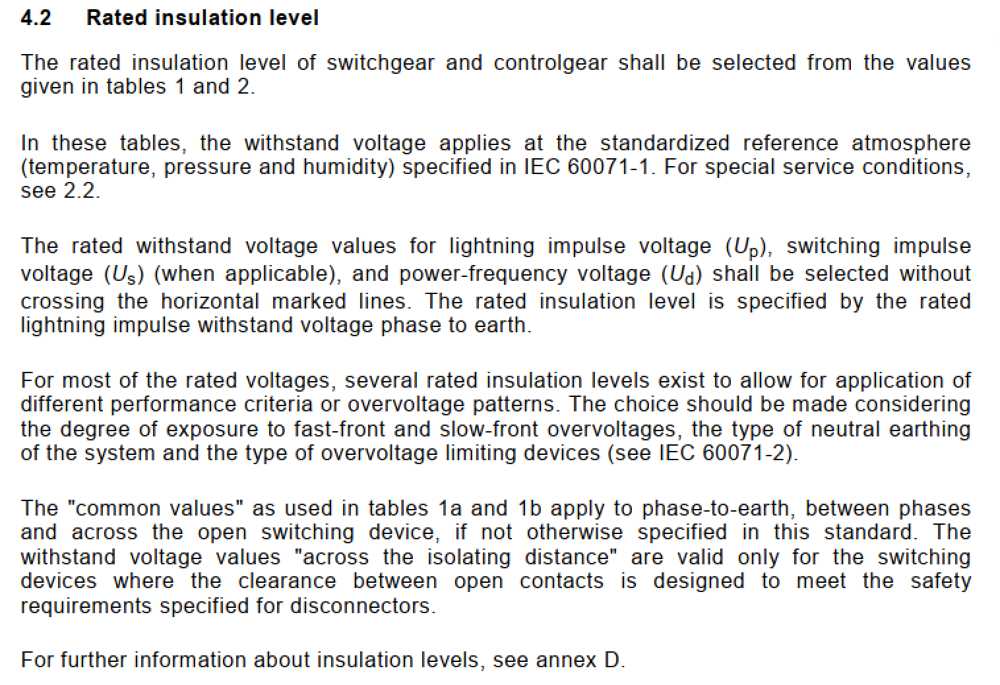 4.2 Rated insulation level
The rated insulation level of switchgear and controlgear shall be selected from the values
given in tables 1 and 2.
In these tables, the withstand voltage applies at the standardized reference atmosphere
(temperature, pressure and humidity) specified in IEC 60071-1. For special service conditions,
see 2.2.
The rated withstand voltage values for lightning impulse voltage (Up), switching impulse
voltage (Us) (when applicable), and power-frequency voltage (Ud) shall be selected without
crossing the horizontal marked lines. The rated insulation level is specified by the rated
lightning impulse withstand voltage phase to earth.
For most of the rated voltages, several rated insulation levels exist to allow for application of
different performance criteria or overvoltage patterns. The choice should be made considering
the degree of exposure to fast-front and slow-front overvoltages, the type of neutral earthing
of the system and the type of overvoltage limiting devices (see IEC 60071-2).
The "common values" as used in tables 1a and 1b apply to phase-to-earth, between phases
and across the open switching device, if not otherwise specified in this standard. The
withstand voltage values "across the isolating distance" are valid only for the switching
devices where the clearance between open contacts is designed to meet the safety
requirements specified for disconnectors.
For further information about insulation levels, see annex D.